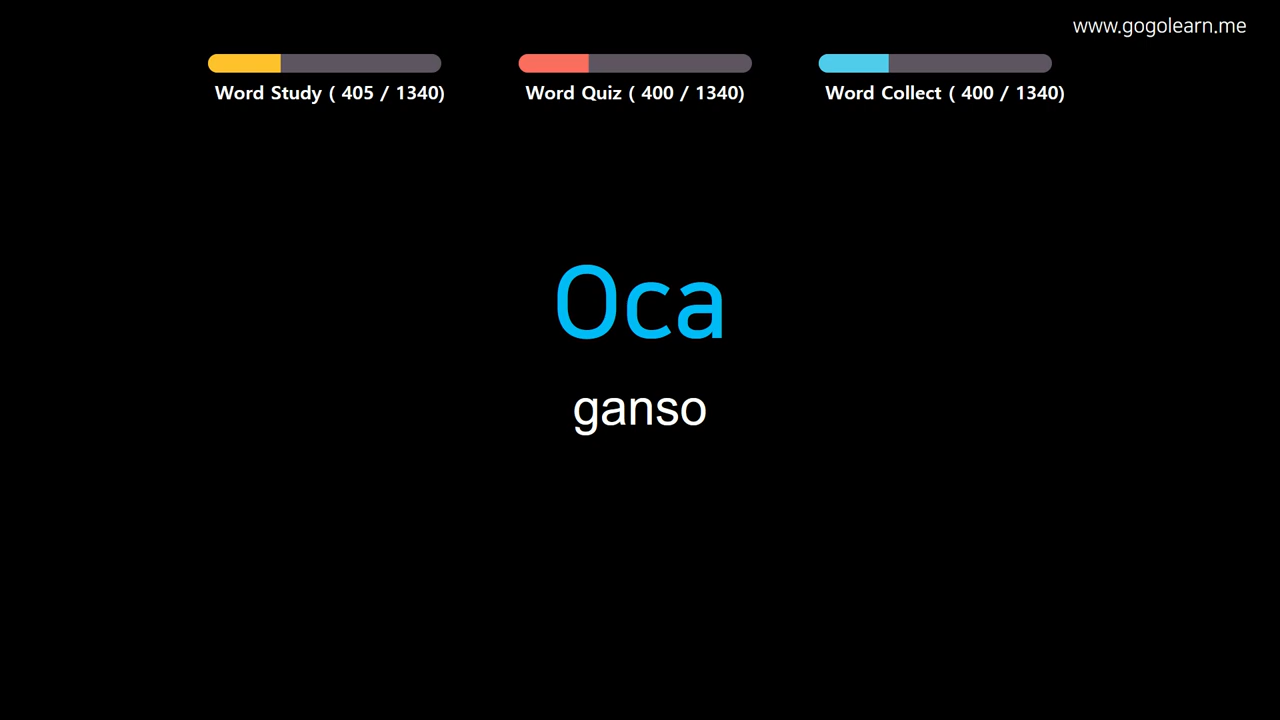 www.gogolearn.me
Word Study ( 405 / 1340)
Word Quiz ( 400 / 1340)
Word Collect ( 400 / 1340)
Oca
ganso